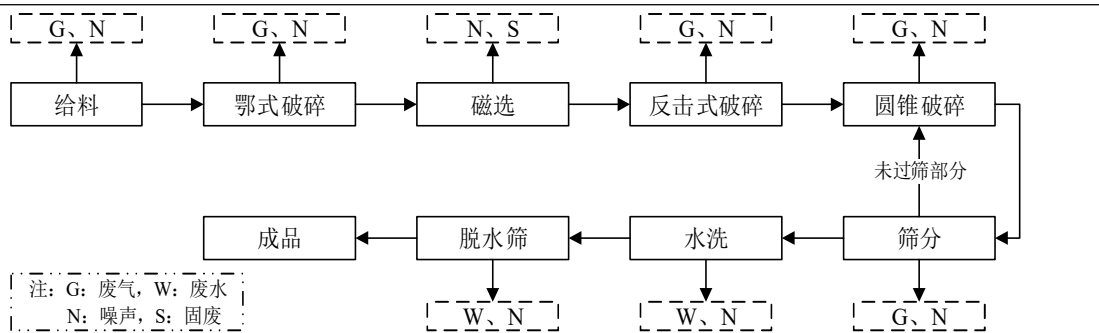 G、N
G、N
N、S
G、N
G、N
给料
鄂式破碎
磁选
反击式破碎
圆锥破碎
未过筛部分
成品
脱水筛
水洗
筛分
注：G：废气，W：废水
N：噪声，S：固废
W、N
W、N
G、N